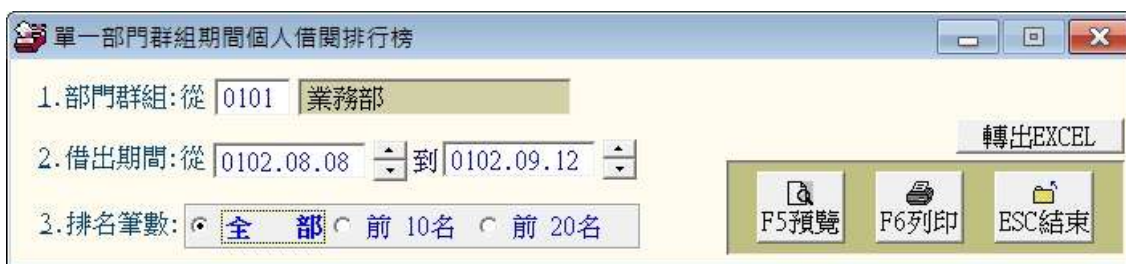 單一部門群組期間個人借閱排行榜
1.部門群組:從 0101 業務部
轉出EXCEL
2.借出期間:從 0102.08.08 到 0102.09.12
3.排名筆數: 全 部 前 10名 前 20名
F5預覽 F6列印 ESC結束